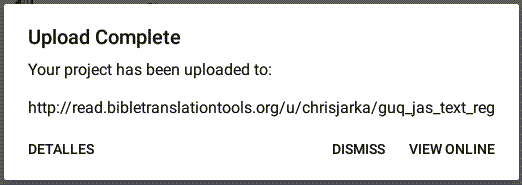 Upload Complete
Your project has been uploaded to:
http://read.bibletranslationtools.org/u/chrisjarka/guq_jas_text_reg
DETALLES DISMISS VIEW ONLINE